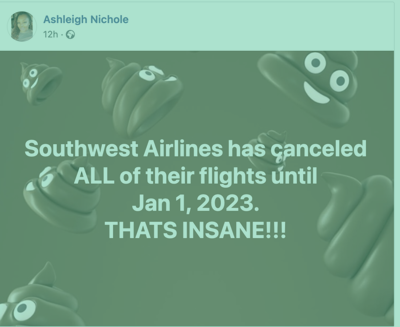 Ashleigh Nichole
12h ·
Southwest Airlines has canceled
ALL of their flights until
Jan 1, 2023.
THATS INSANE!!!